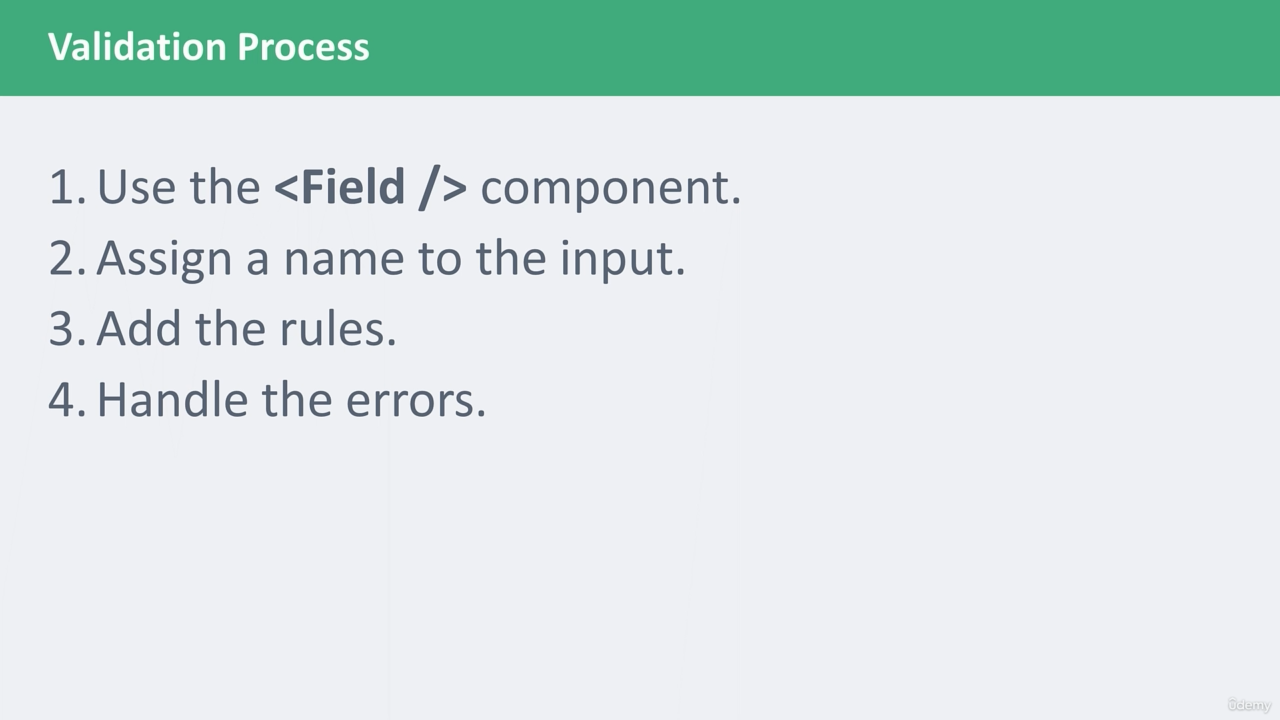 Validation Process
1. Use the <Field /> component.
2. Assign a name to the input.
3. Add the rules.
4. Handle the errors.
ûdemy